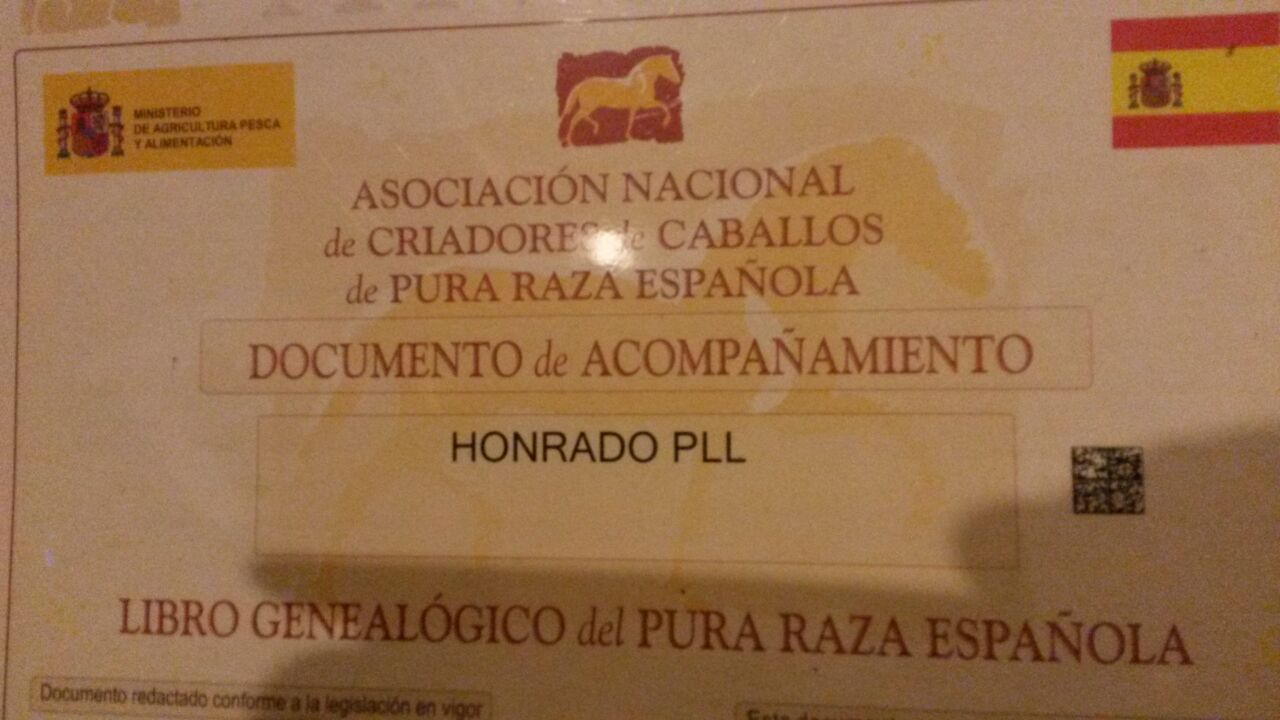 MINISTERIO
DE AGRICULTURA PESCA
Y ALIMENTACIÓN
ASOCIACIÓN NACIONAL
de CRIADORES de CABALLOS
de PURA RAZA ESPAÑOLA
DOCUMENTO de ACOMPAÑAMIENTO
HONRADO PLL
LIBRO GENEALÓGICO del PURA RAZA ESPAÑOLA
Documento redactado conforme a la legislación en vigor